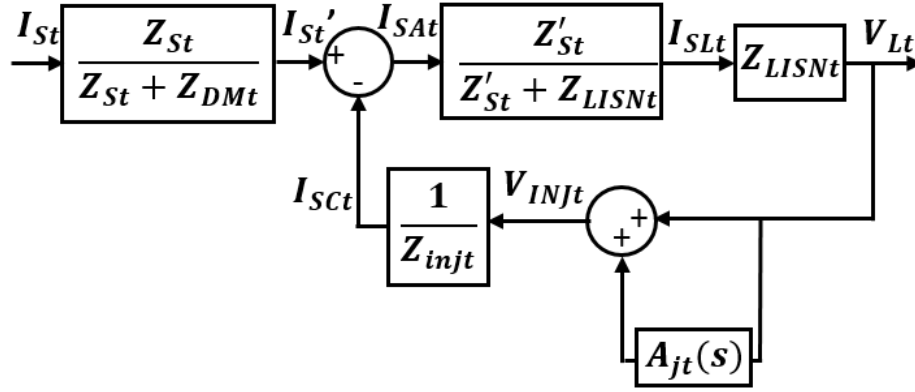 I_St
Z_St
Z_St + Z_DMt
I_St'
+
-
I_SAt
Z'_St
Z'_St + Z_LISNt
I_SLt
Z_LISNt
V_Lt
I_SCt
1
Z_injt
V_INJt
+
+
A_jt(s)